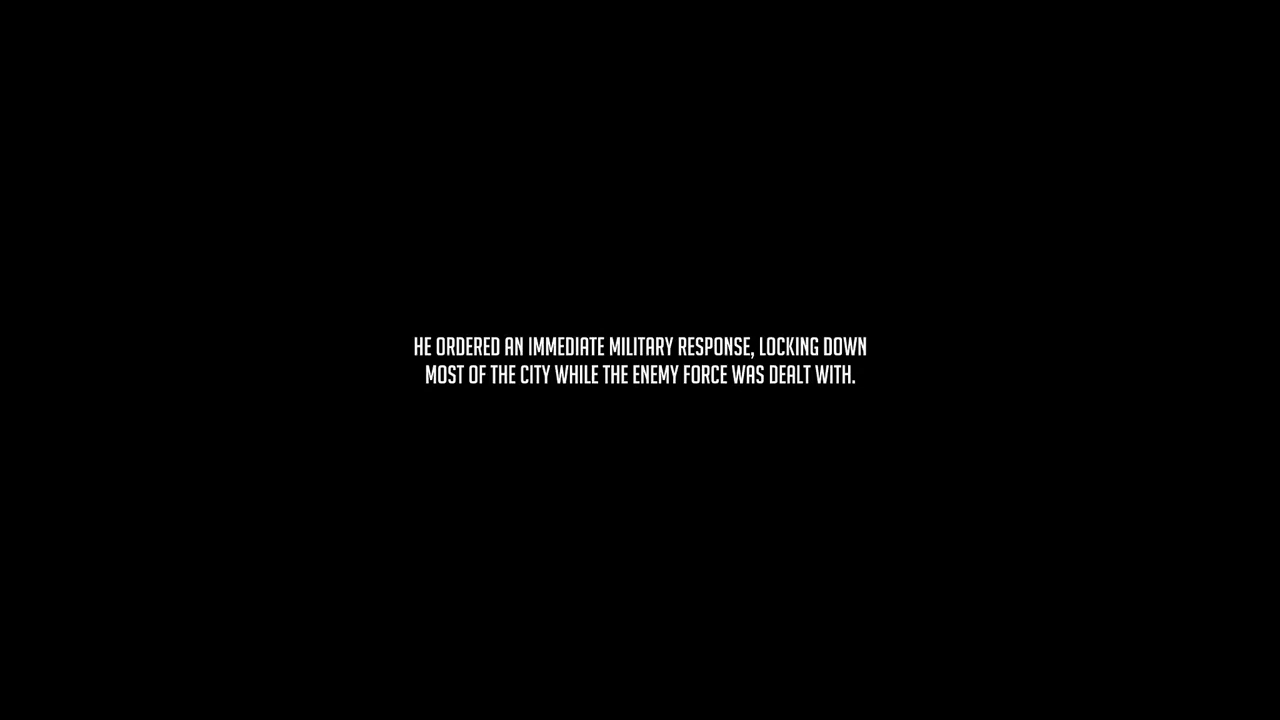 HE ORDERED AN IMMEDIATE MILITARY RESPONSE, LOCKING DOWN
MOST OF THE CITY WHILE THE ENEMY FORCE WAS DEALT WITH.